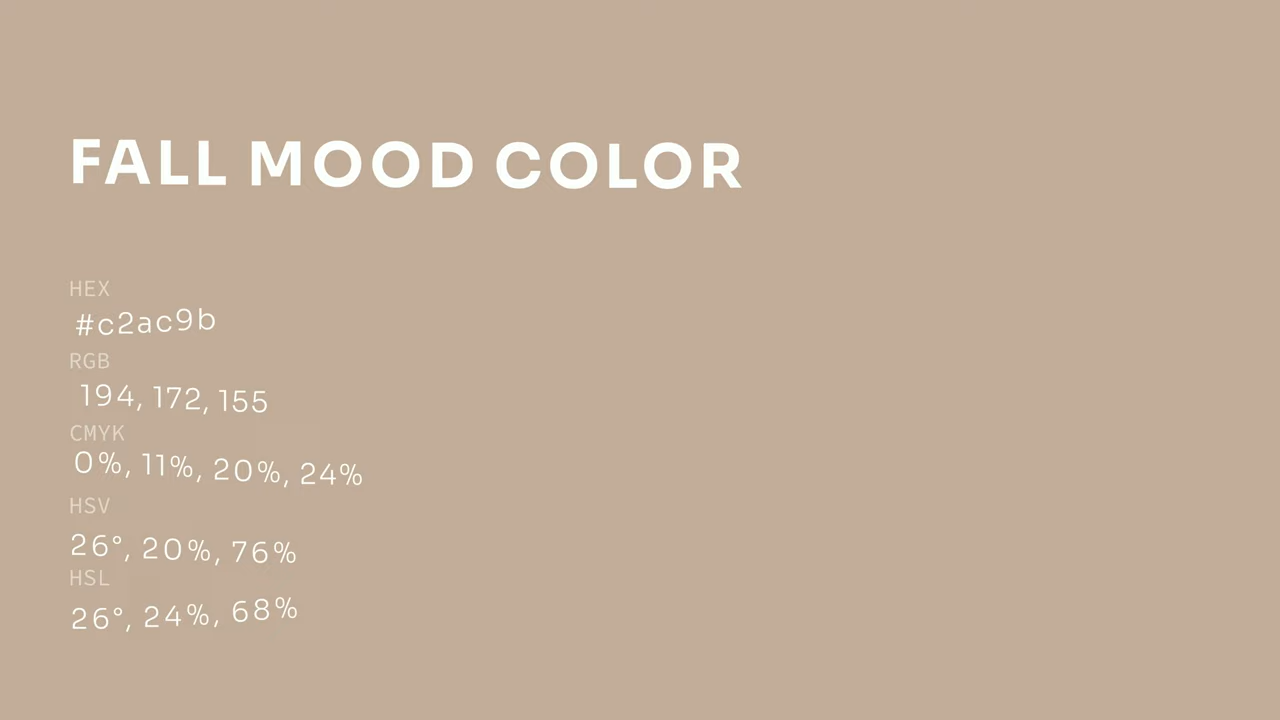 FALL MOOD COLOR
HEX
#c2ac9b
RGB
194, 172, 155
CMYK
0%, 11%, 20%, 24%
HSV
26°, 20%, 76%
HSL
26°, 24%, 68%